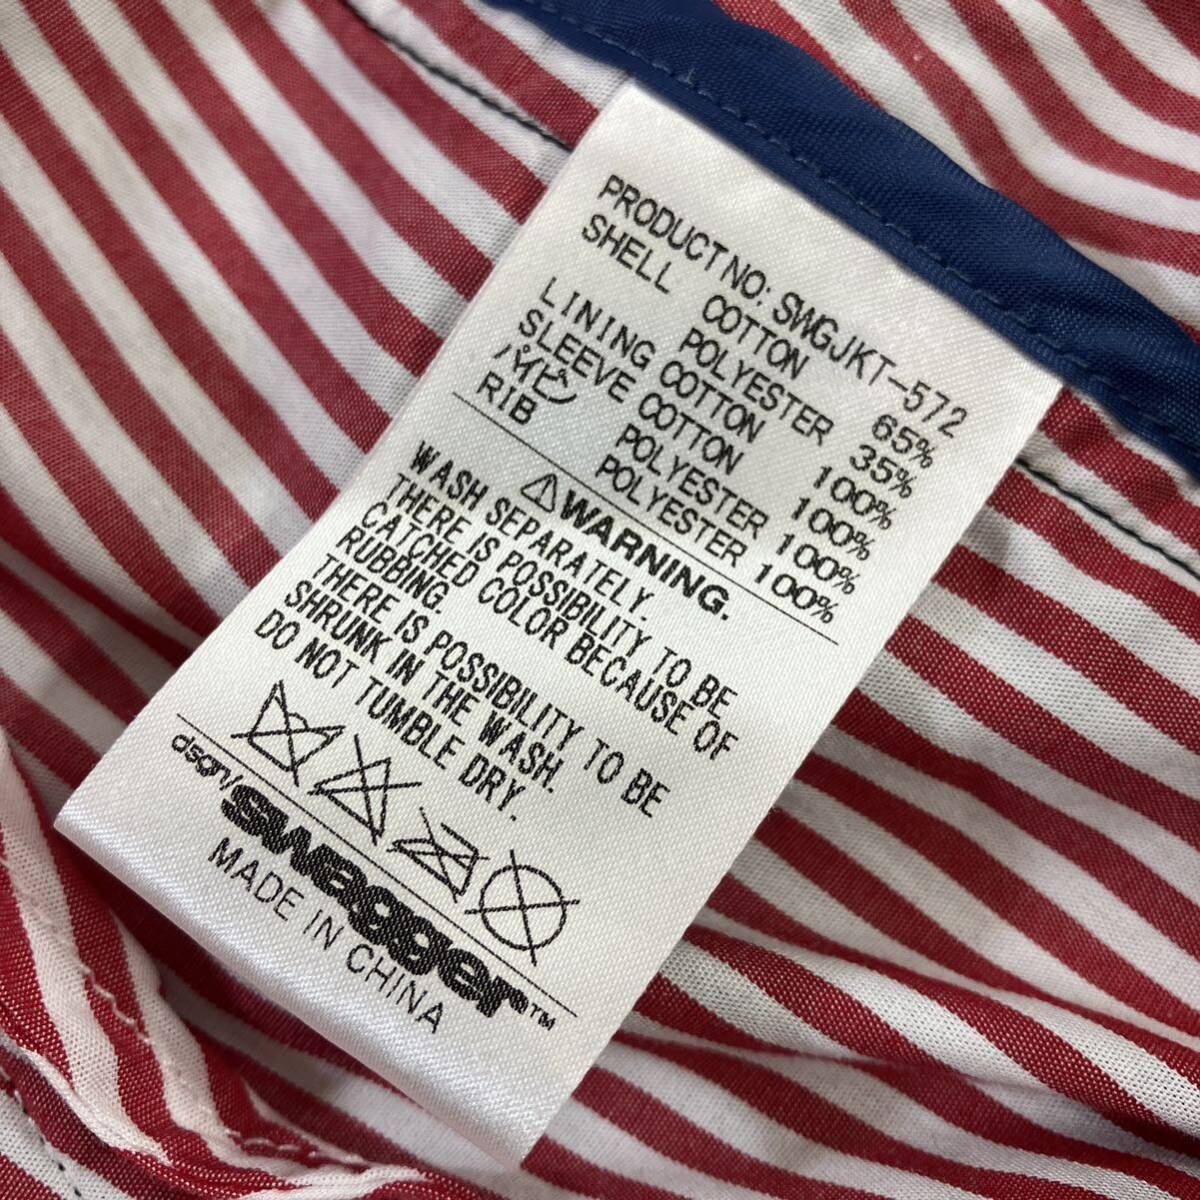 PRODUCT NO: SWGJKT-572
SHELL COTTON 65%
POLYESTER 35%
LINING COTTON 100%
SLEEVE COTTON 100%
パイピン POLYESTER 100%
RIB POLYESTER 100%
⚠WARNING.
WASH SEPARATELY.
THERE IS POSSIBILITY TO BE
CATCHED COLOR BECAUSE OF
RUBBING.
THERE IS POSSIBILITY TO BE
SHRUNK IN THE WASH.
DO NOT TUMBLE DRY.
dsgn/
swagger™
MADE IN CHINA